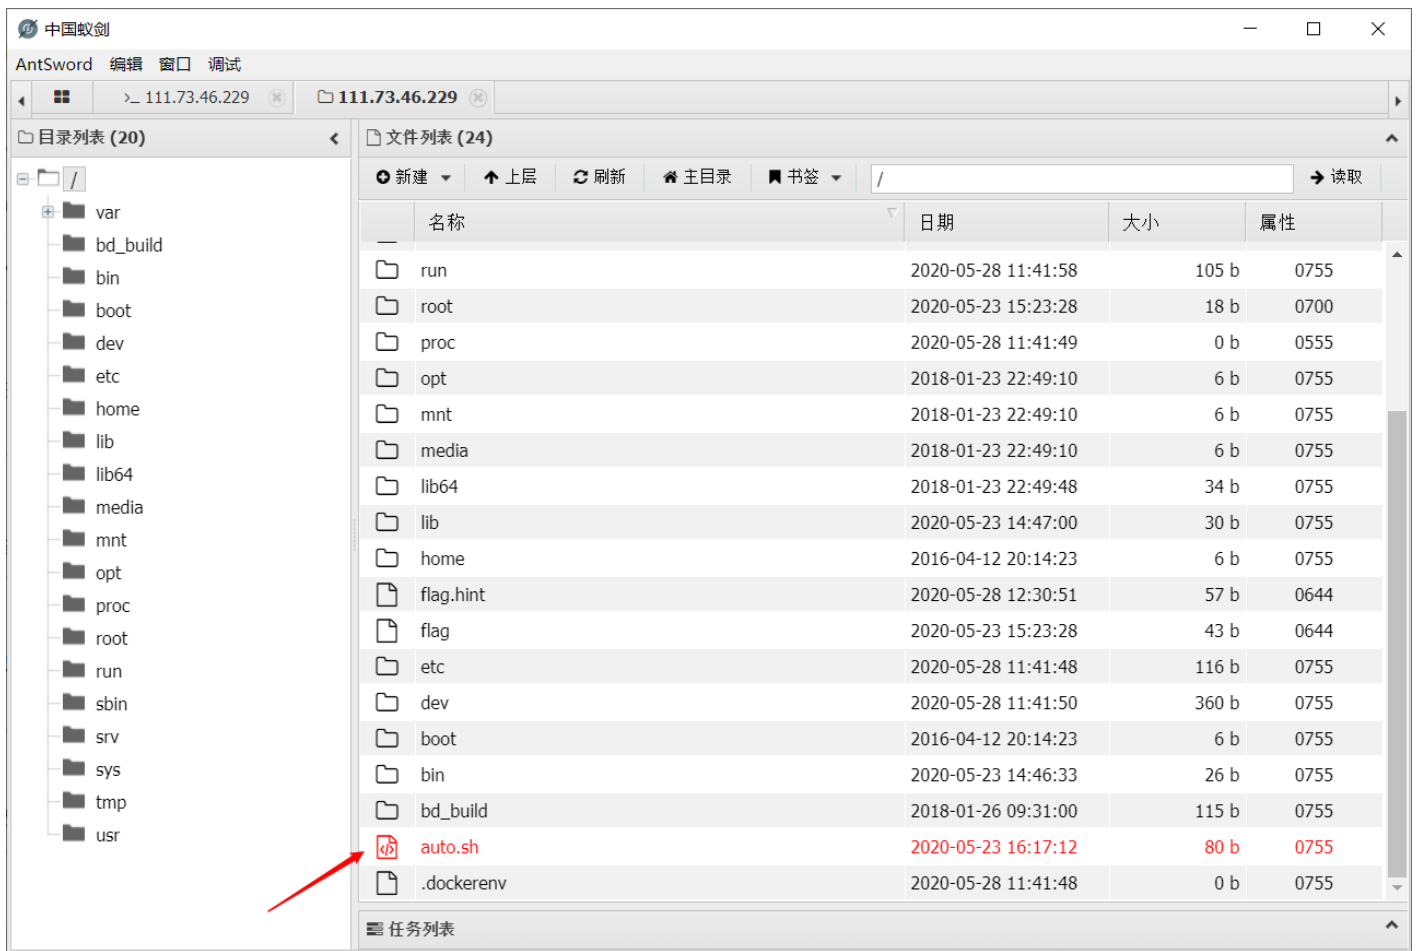 中国蚁剑
AntSword 编辑 窗口 调试
>_ 111.73.46.229 111.73.46.229
目录列表 (20)
/
var
bd_build
bin
boot
dev
etc
home
lib
lib64
media
mnt
opt
proc
root
run
sbin
srv
sys
tmp
usr
文件列表 (24)
新建 上层 刷新 主目录 书签 / 读取
名称 日期 大小 属性
run 2020-05-28 11:41:58 105 b 0755
root 2020-05-23 15:23:28 18 b 0700
proc 2020-05-28 11:41:49 0 b 0555
opt 2018-01-23 22:49:10 6 b 0755
mnt 2018-01-23 22:49:10 6 b 0755
media 2018-01-23 22:49:10 6 b 0755
lib64 2018-01-23 22:49:48 34 b 0755
lib 2020-05-23 14:47:00 30 b 0755
home 2016-04-12 20:14:23 6 b 0755
flag.hint 2020-05-28 12:30:51 57 b 0644
flag 2020-05-23 15:23:28 43 b 0644
etc 2020-05-28 11:41:48 116 b 0755
dev 2020-05-28 11:41:50 360 b 0755
boot 2016-04-12 20:14:23 6 b 0755
bin 2020-05-23 14:46:33 26 b 0755
bd_build 2018-01-26 09:31:00 115 b 0755
auto.sh 2020-05-23 16:17:12 80 b 0755
.dockerenv 2020-05-28 11:41:48 0 b 0755
任务列表